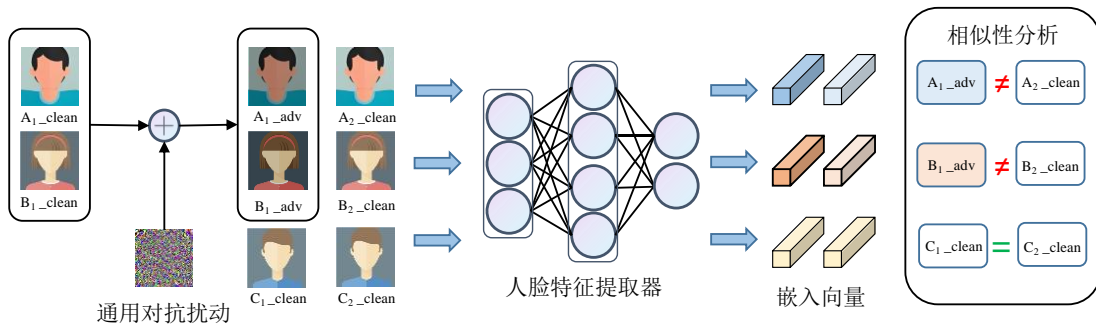 A1_clean
B1_clean
通用对抗扰动
A1_adv
B1_adv
C1_clean
A2_clean
B2_clean
C2_clean
人脸特征提取器
嵌入向量
相似性分析
A1_adv ≠ A2_clean
B1_adv ≠ B2_clean
C1_clean = C2_clean